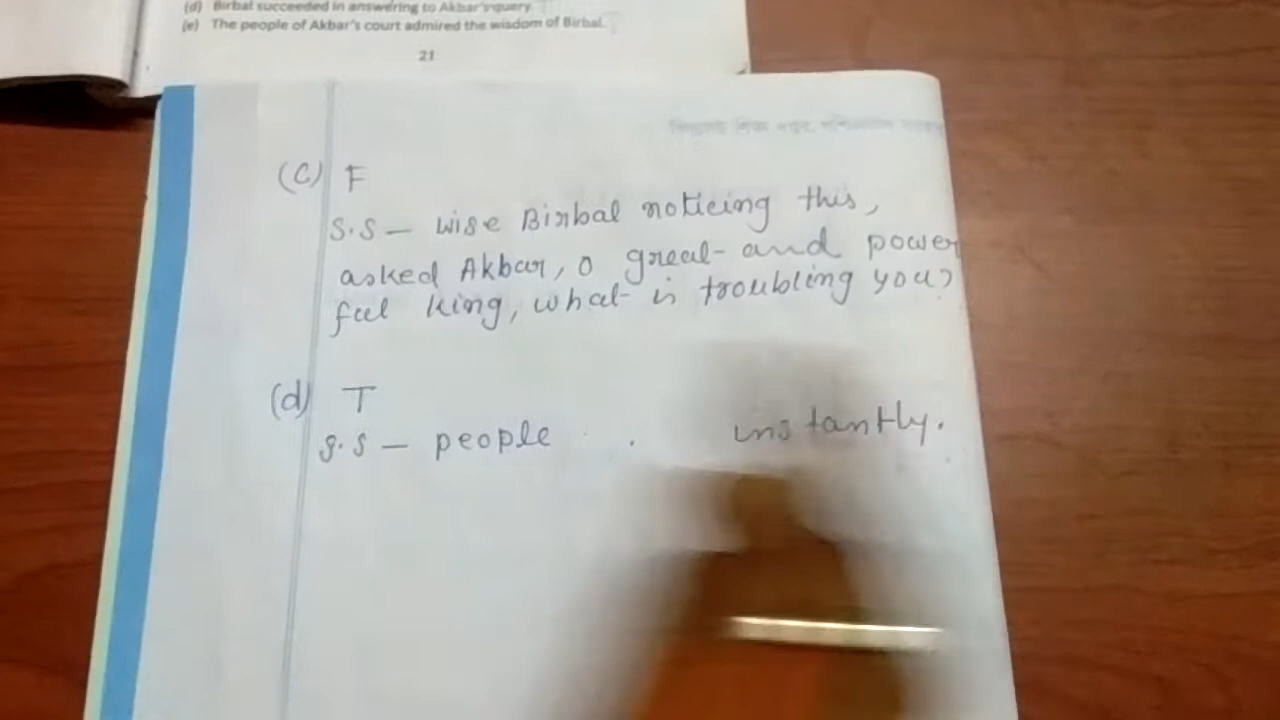 (d) Birbal succeeded in answering to Akbar's query.
(e) The people of Akbar's court admired the wisdom of Birbal.
21
(c) F
S.S – Wise Birbal noticing this,
asked Akbar, O great and power
ful king, what is troubling you?
(d) T
S.S – people . instantly.